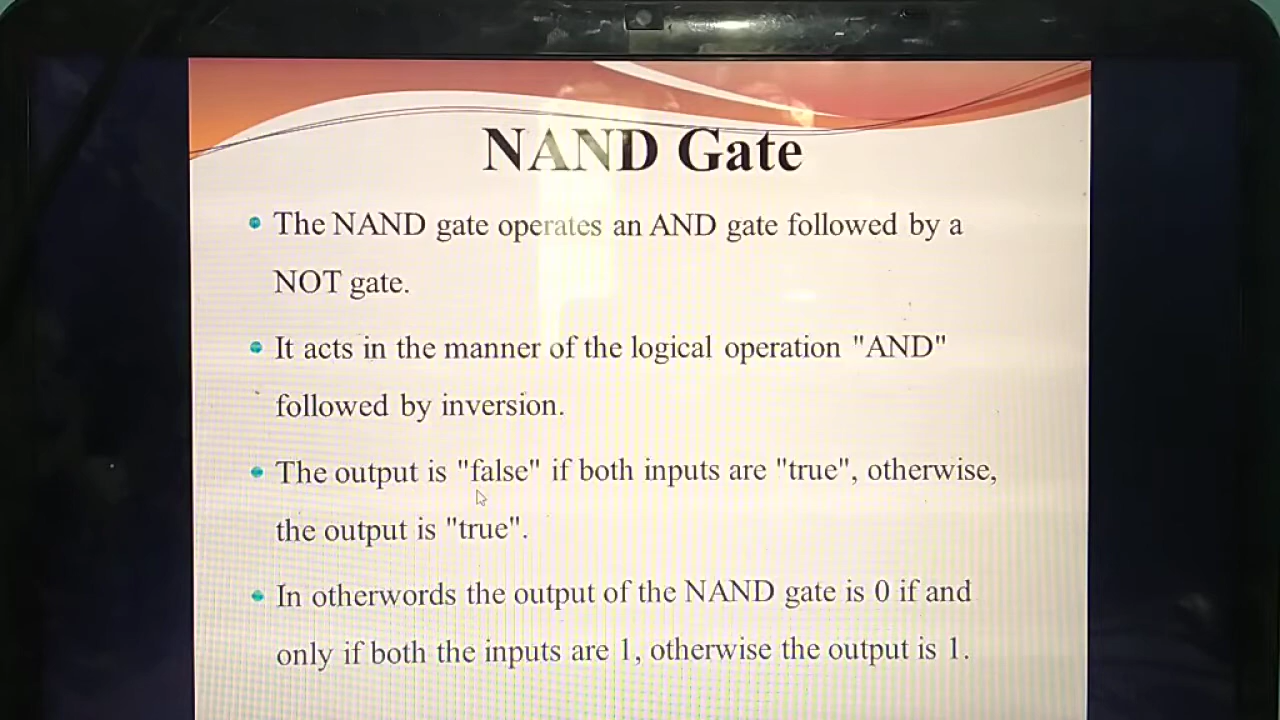 NAND Gate
The NAND gate operates an AND gate followed by a
NOT gate.
It acts in the manner of the logical operation "AND"
followed by inversion.
The output is "false" if both inputs are "true", otherwise,
the output is "true".
In otherwords the output of the NAND gate is 0 if and
only if both the inputs are 1, otherwise the output is 1.